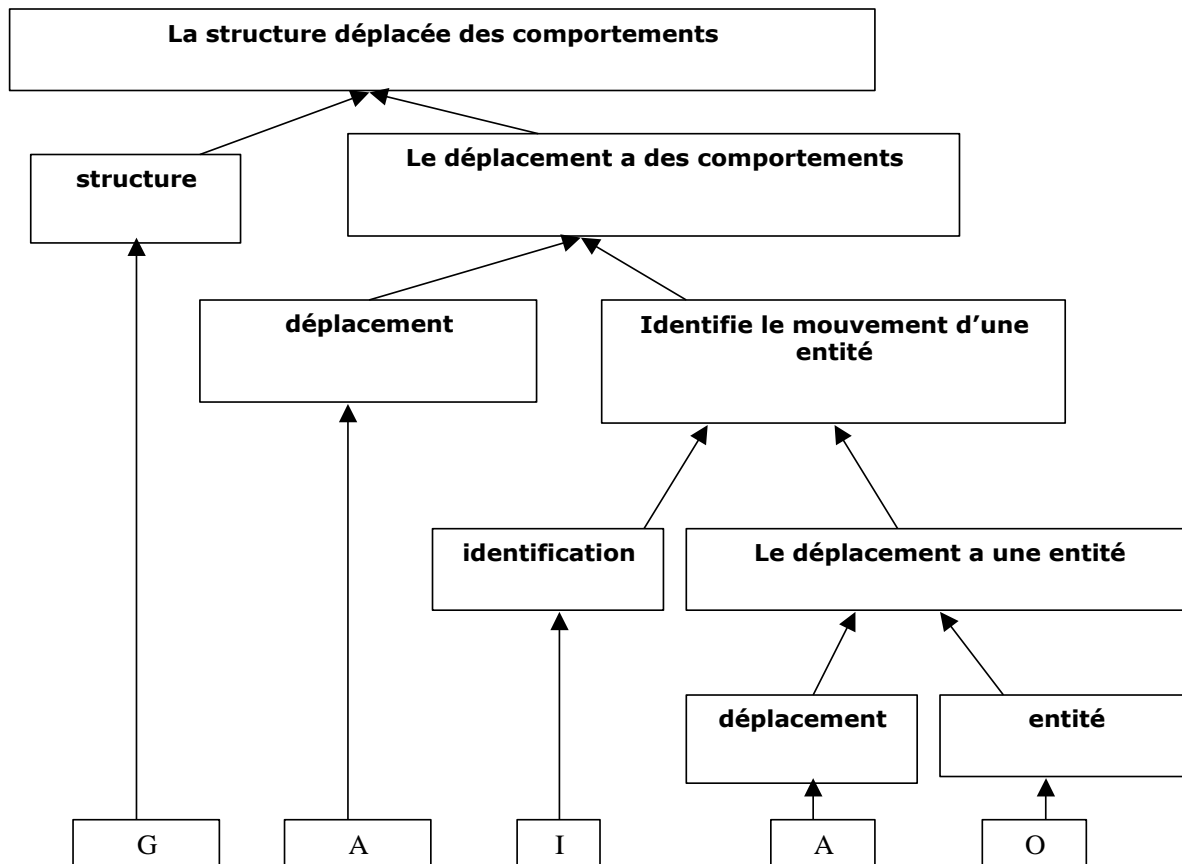 La structure déplacée des comportements
Le déplacement a des comportements
structure
déplacement
Identifie le mouvement d’une
entité
identification
Le déplacement a une entité
déplacement
entité
G
A
I
A
O